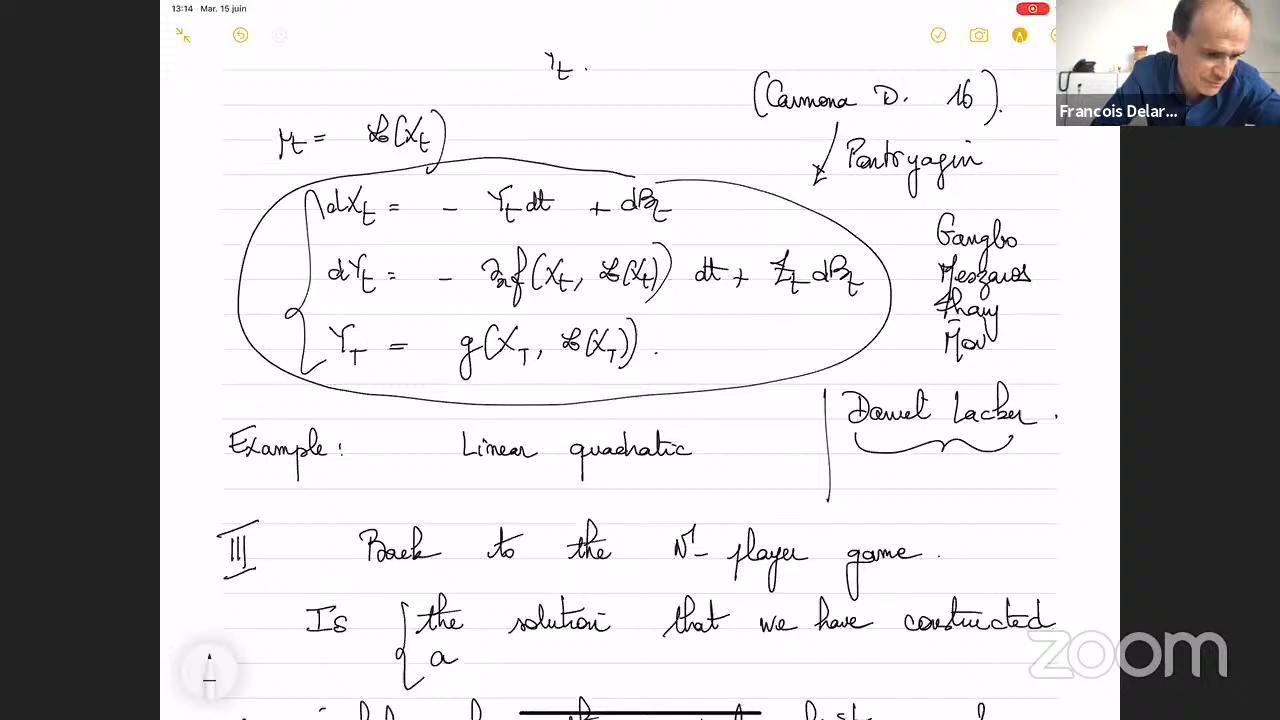 13:14 Mar. 15 juin
Y_t .
(Carmona D. 16).
Francois Delar...
μ_t = ℒ(X_t)
Pontryagin
dX_t = - Y_t dt + dB_t
Gangbo
dY_t = - ∂_x f(X_t, ℒ(X_t)) dt + Z_t dB_t
Meszaros
Mou
Y_T = g(X_T, ℒ(X_T)).
Daniel Lacker.
Example: Linear quadratic
III Back to the N- player game.
Is the solution that we have constructed
a
zoom